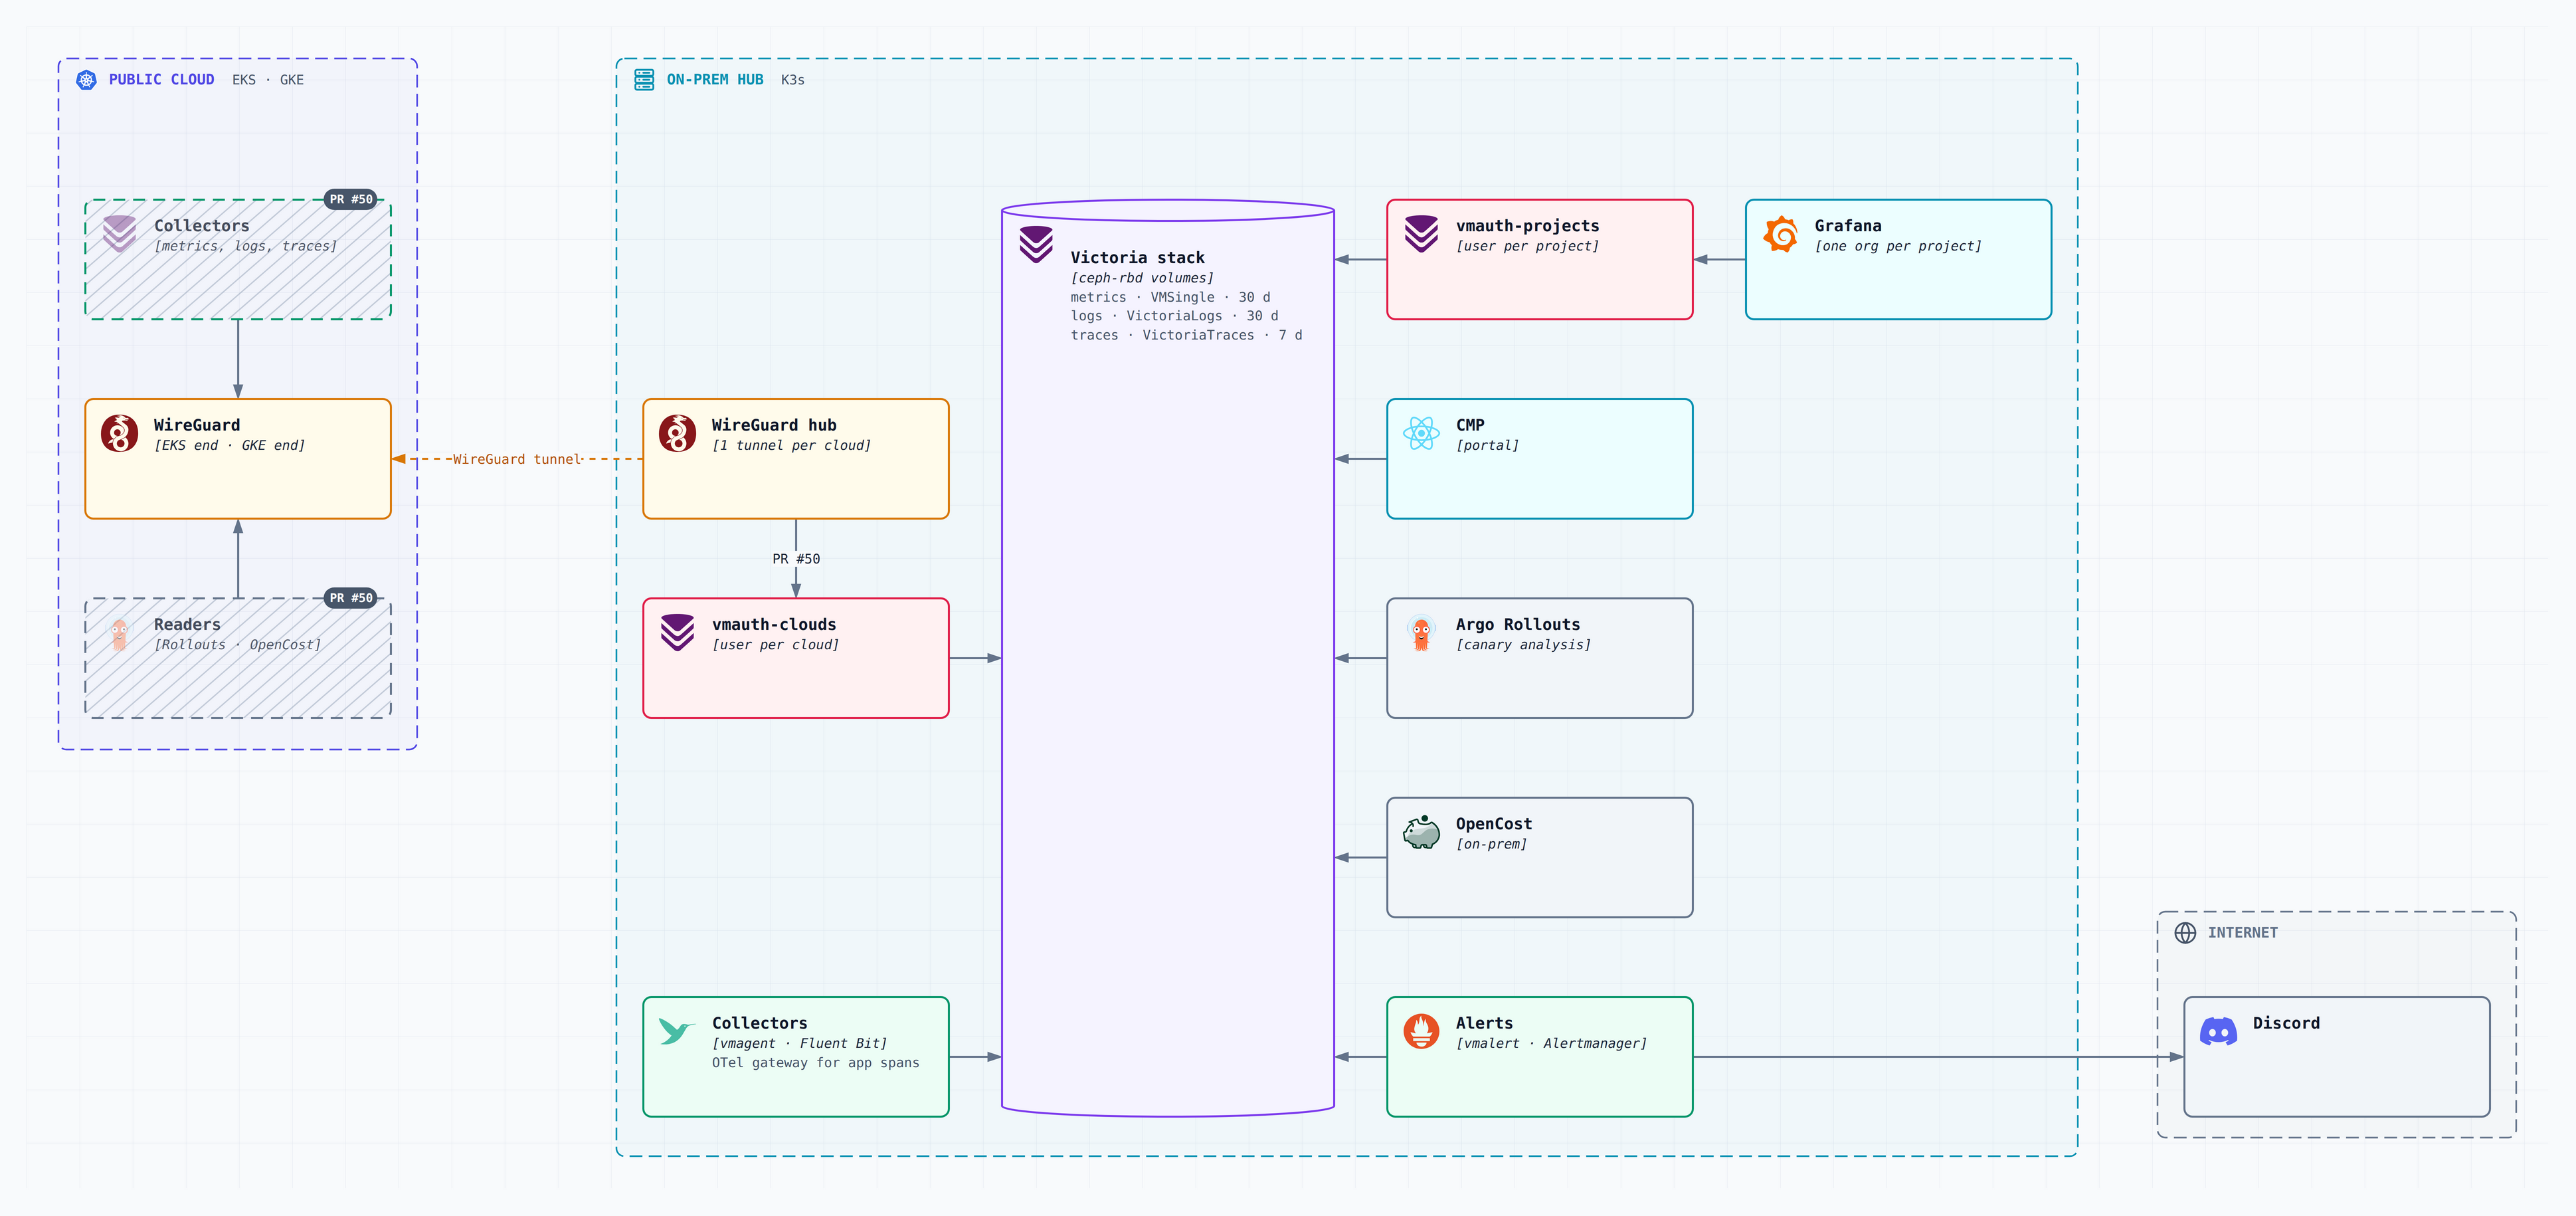 PUBLIC CLOUD EKS · GKE
PR #50
Collectors
[metrics, logs, traces]
WireGuard
[EKS end · GKE end]
PR #50
Readers
[Rollouts · OpenCost]
WireGuard tunnel
ON-PREM HUB K3s
WireGuard hub
[1 tunnel per cloud]
PR #50
vmauth-clouds
[user per cloud]
Collectors
[vmagent · Fluent Bit]
OTel gateway for app spans
Victoria stack
[ceph-rbd volumes]
metrics · VMSingle · 30 d
logs · VictoriaLogs · 30 d
traces · VictoriaTraces · 7 d
vmauth-projects
[user per project]
Grafana
[one org per project]
CMP
[portal]
Argo Rollouts
[canary analysis]
OpenCost
[on-prem]
Alerts
[vmalert · Alertmanager]
INTERNET
Discord